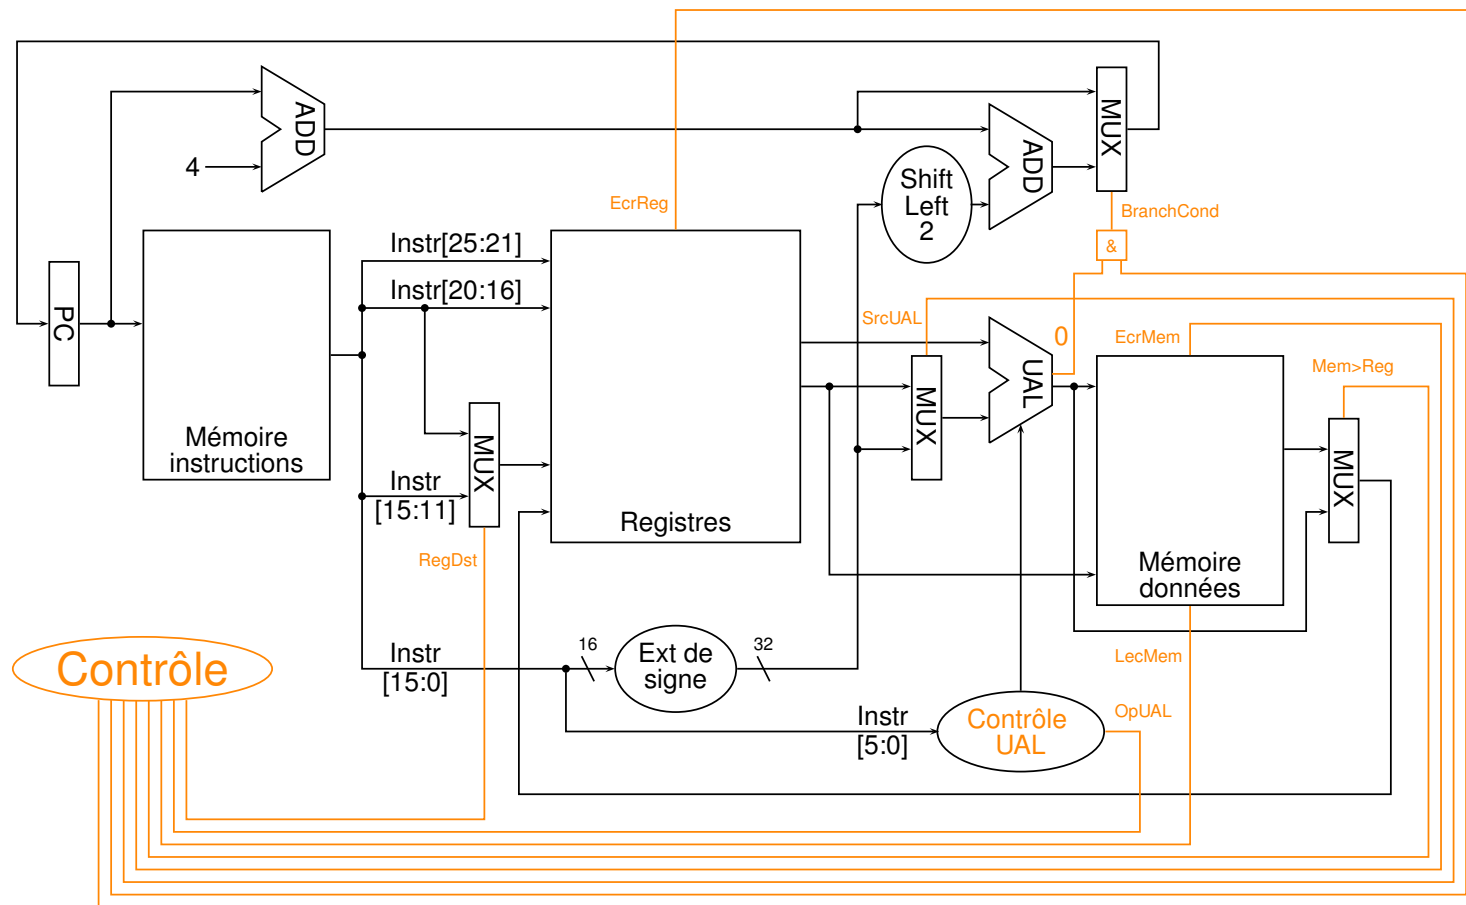 ADD
MUX
4
ADD
Shift
Left
2
EcrReg
BranchCond
&
Instr[25:21]
Instr[20:16]
PC
SrcUAL
0
EcrMem
Mem>Reg
UAL
MUX
Mémoire
instructions
MUX
Instr
[15:11]
Registres
MUX
RegDst
Mémoire
données
Contrôle
Instr
[15:0]
16
Ext de
signe
32
LecMem
Instr
[5:0]
Contrôle
UAL
OpUAL